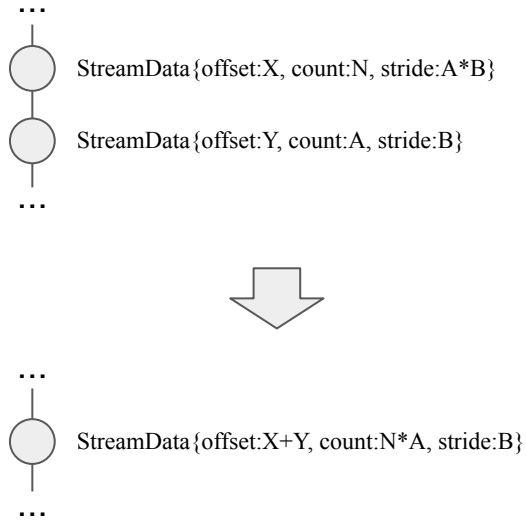 ...
StreamData{offset:X, count:N, stride:A*B}
StreamData{offset:Y, count:A, stride:B}
...
...
StreamData{offset:X+Y, count:N*A, stride:B}
...